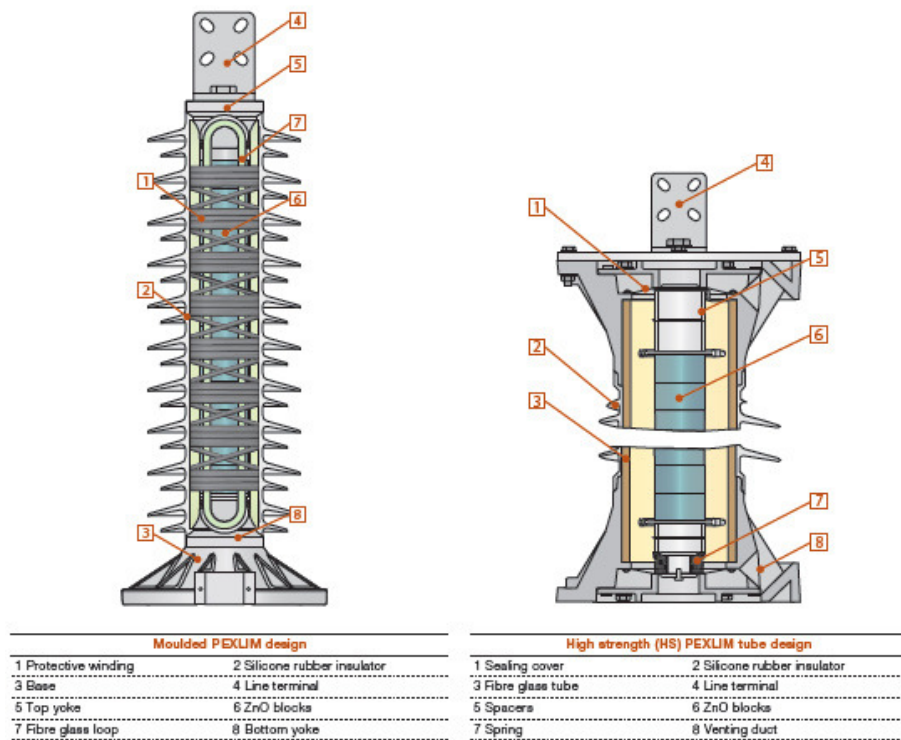 4
5
7
1
6
2
8
3
4
1
5
6
2
3
7
8
Moulded PEXLIM design
1 Protective winding 2 Silicone rubber insulator
3 Base 4 Line terminal
5 Top yoke 6 ZnO blocks
7 Fibre glass loop 8 Bottom yoke
High strength (HS) PEXLIM tube design
1 Sealing cover 2 Silicone rubber insulator
3 Fibre glass tube 4 Line terminal
5 Spacers 6 ZnO blocks
7 Spring 8 Venting duct